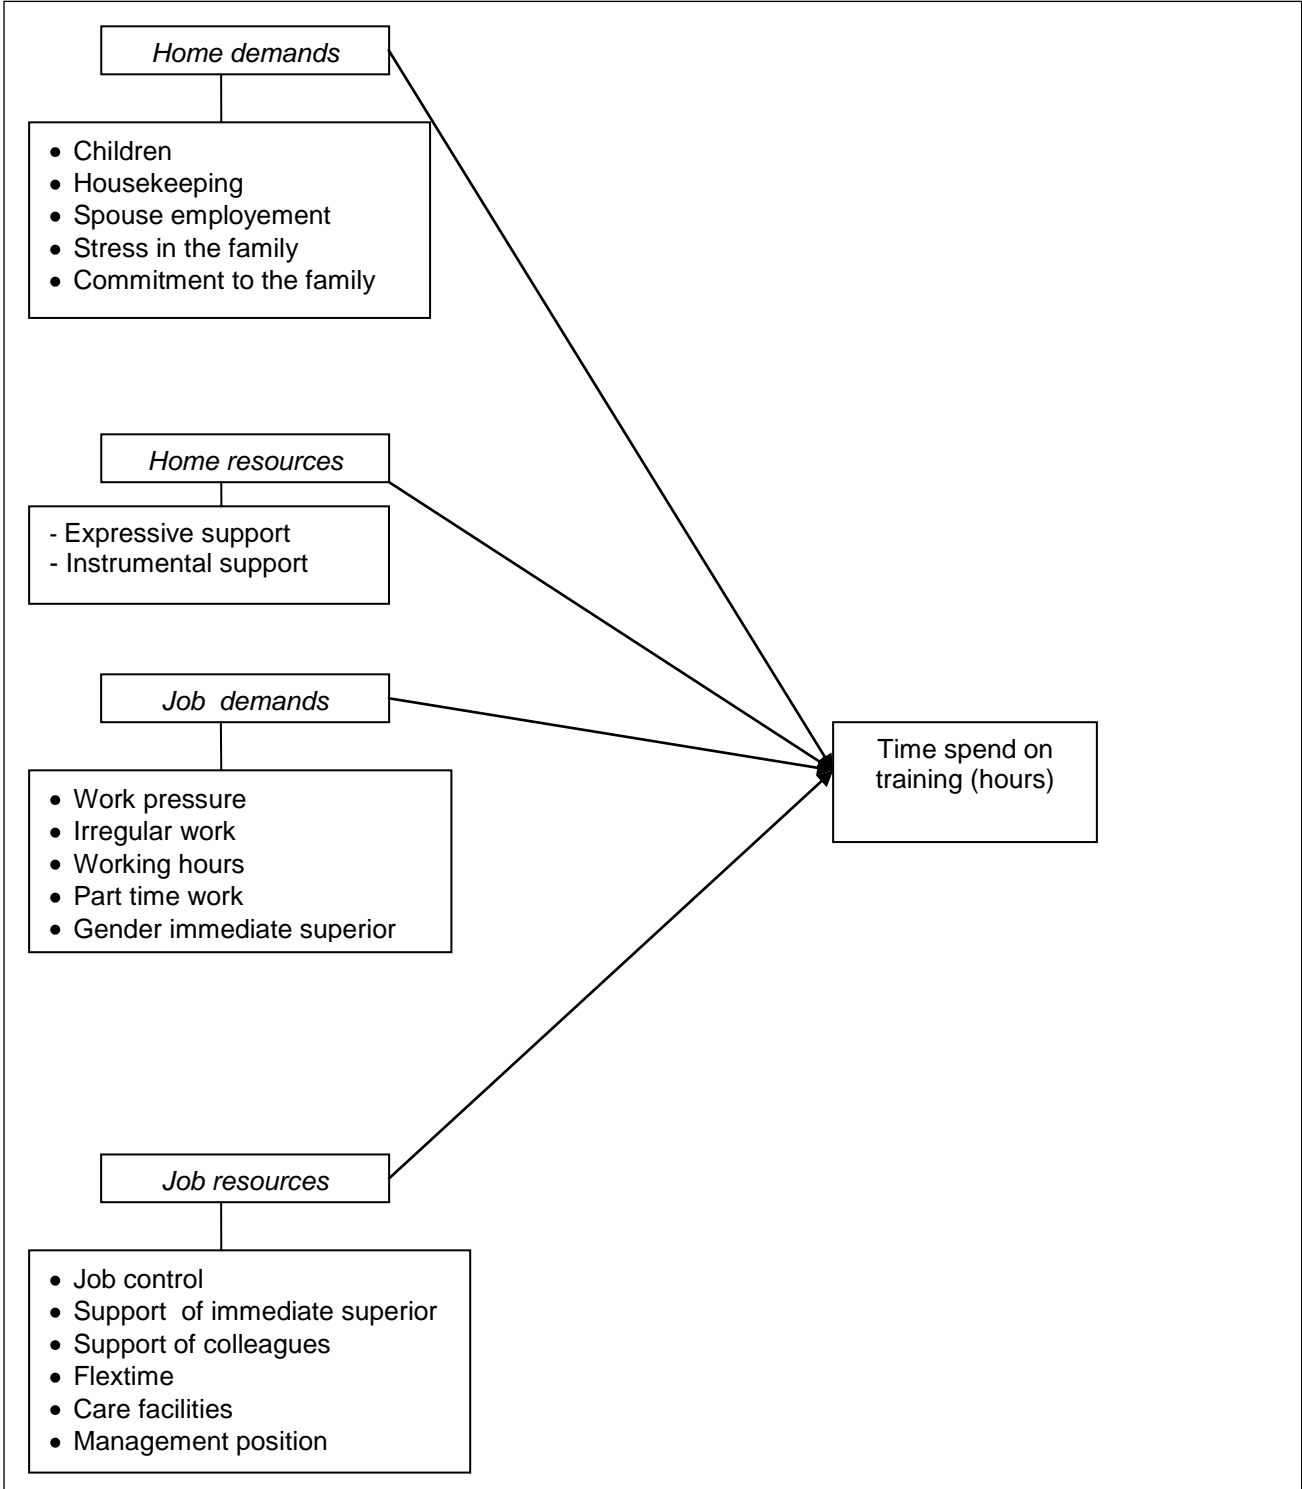 Home demands
• Children
• Housekeeping
• Spouse employement
• Stress in the family
• Commitment to the family
Home resources
- Expressive support
- Instrumental support
Job demands
• Work pressure
• Irregular work
• Working hours
• Part time work
• Gender immediate superior
Time spend on
training (hours)
Job resources
• Job control
• Support of immediate superior
• Support of colleagues
• Flextime
• Care facilities
• Management position